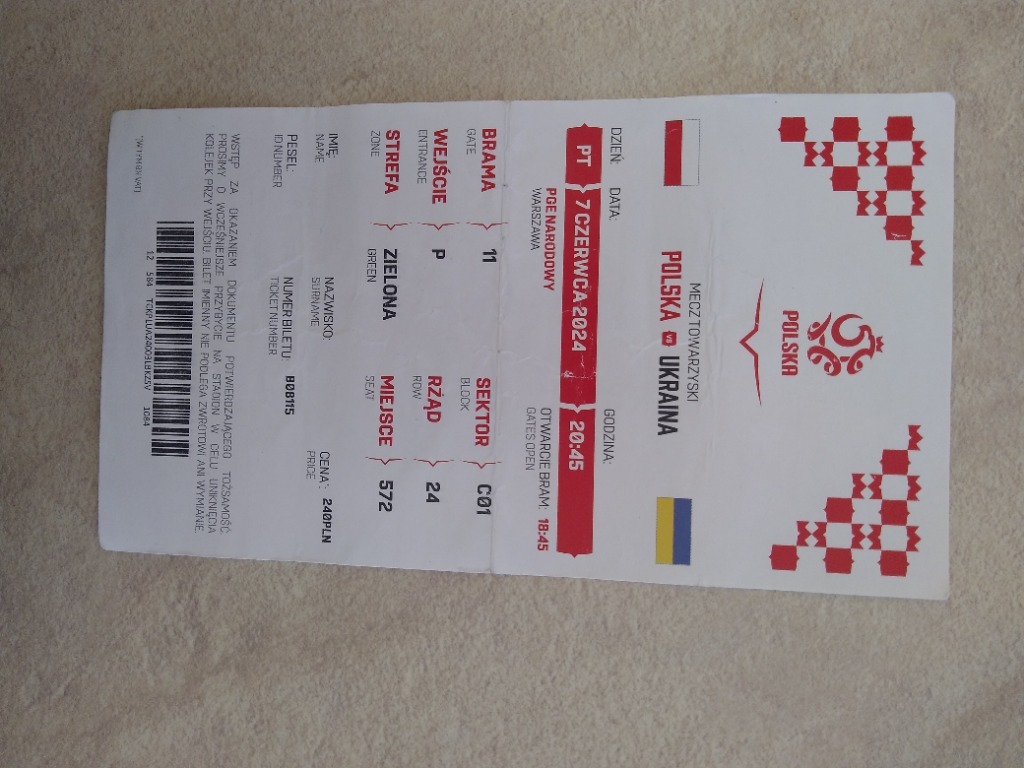 POLSKA
MECZ TOWARZYSKI
POLSKA VS UKRAINA
DZIEŃ: DATA: GODZINA:
PT 7 CZERWCA 2024 20:45
PGE NARODOWY
WARSZAWA
OTWARCIE BRAM: 18:45
GATES OPEN
BRAMA 11 SEKTOR C01
GATE BLOCK
WEJŚCIE P RZĄD 24
ENTRANCE ROW
STREFA ZIELONA MIEJSCE 572
ZONE GREEN SEAT
IMIĘ: NAZWISKO: CENA*: 240PLN
NAME SURNAME PRIDE
PESEL: NUMER BILETU: B08115
ID NUMBER TICKET NUMBER
WSTĘP ZA OKAZANIEM DOKUMENTU POTWIERDZAJĄCEGO TOŻSAMOŚĆ.
PROSIMY O WCZEŚNIEJSZE PRZYBYCIE NA STADION W CELU UNIKNIĘCIA
KOLEJEK PRZY WEJŚCIU. BILET IMIENNY NIE PODLEGA ZWROTOWI ANI WYMIANIE.
12 584 1084